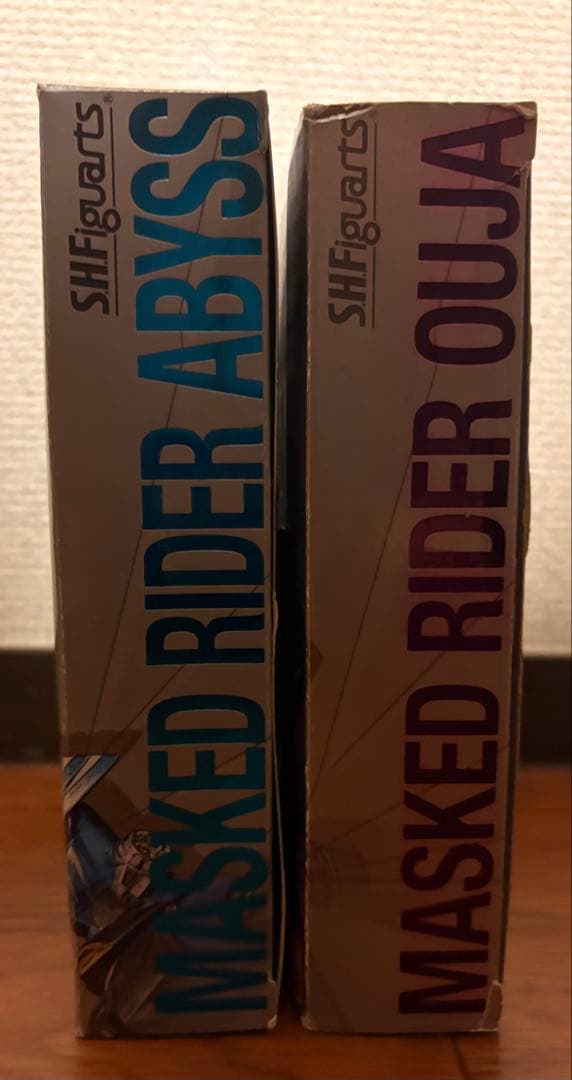 S.H.Figuarts®
MASKED RIDER ABYSS
S.H.Figuarts
MASKED RIDER OUJA